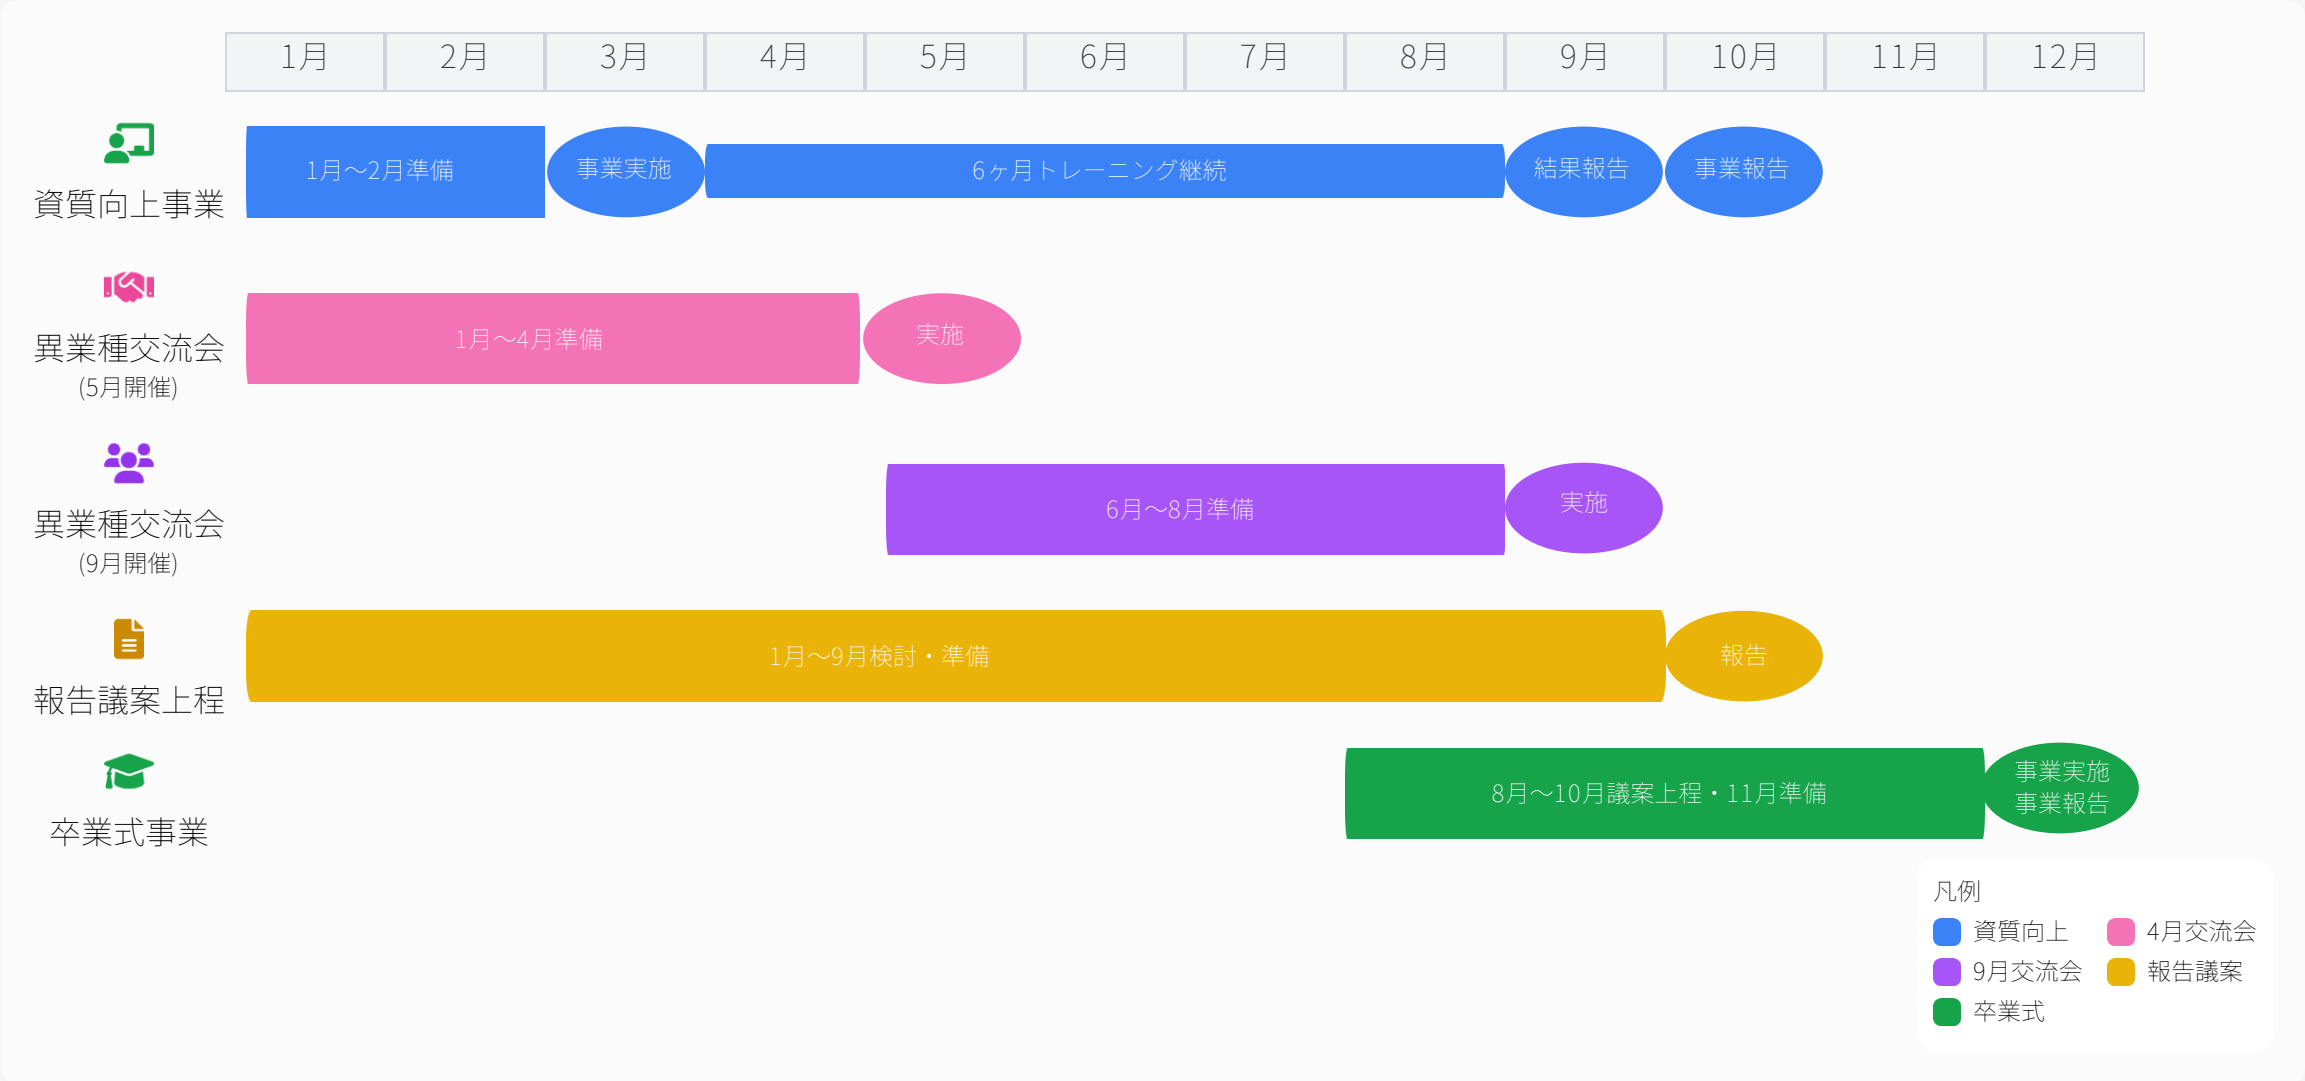 1月
2月
3月
4月
5月
6月
7月
8月
9月
10月
11月
12月
資質向上事業
1月〜2月準備
事業実施
6ヶ月トレーニング継続
結果報告
事業報告
異業種交流会
(5月開催)
1月〜4月準備
実施
異業種交流会
(9月開催)
6月〜8月準備
実施
報告議案上程
1月〜9月検討・準備
報告
卒業式事業
8月〜10月議案上程・11月準備
事業実施
事業報告
凡例
資質向上
4月交流会
9月交流会
報告議案
卒業式